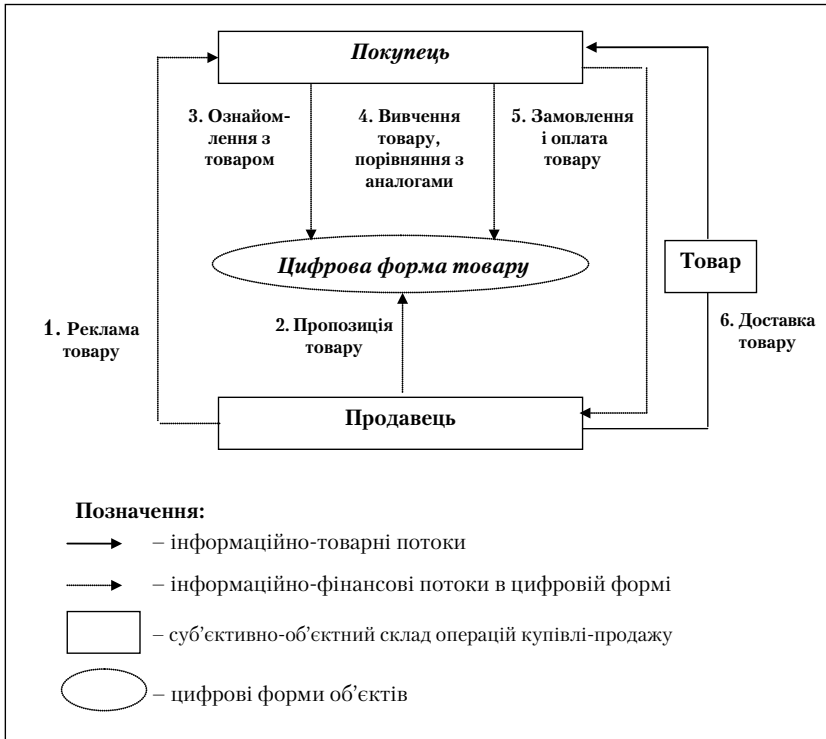 Покупець
3. Ознайом-
лення з
товаром
4. Вивчення
товару,
порівняння з
аналогами
5. Замовлення
і оплата
товару
Цифрова форма товару
Товар
1. Реклама
товару
2. Пропозиція
товару
6. Доставка
товару
Продавець
Позначення:
– інформаційно-товарні потоки
– інформаційно-фінансові потоки в цифровій формі
– суб’єктивно-об’єктний склад операцій купівлі-продажу
– цифрові форми об’єктів